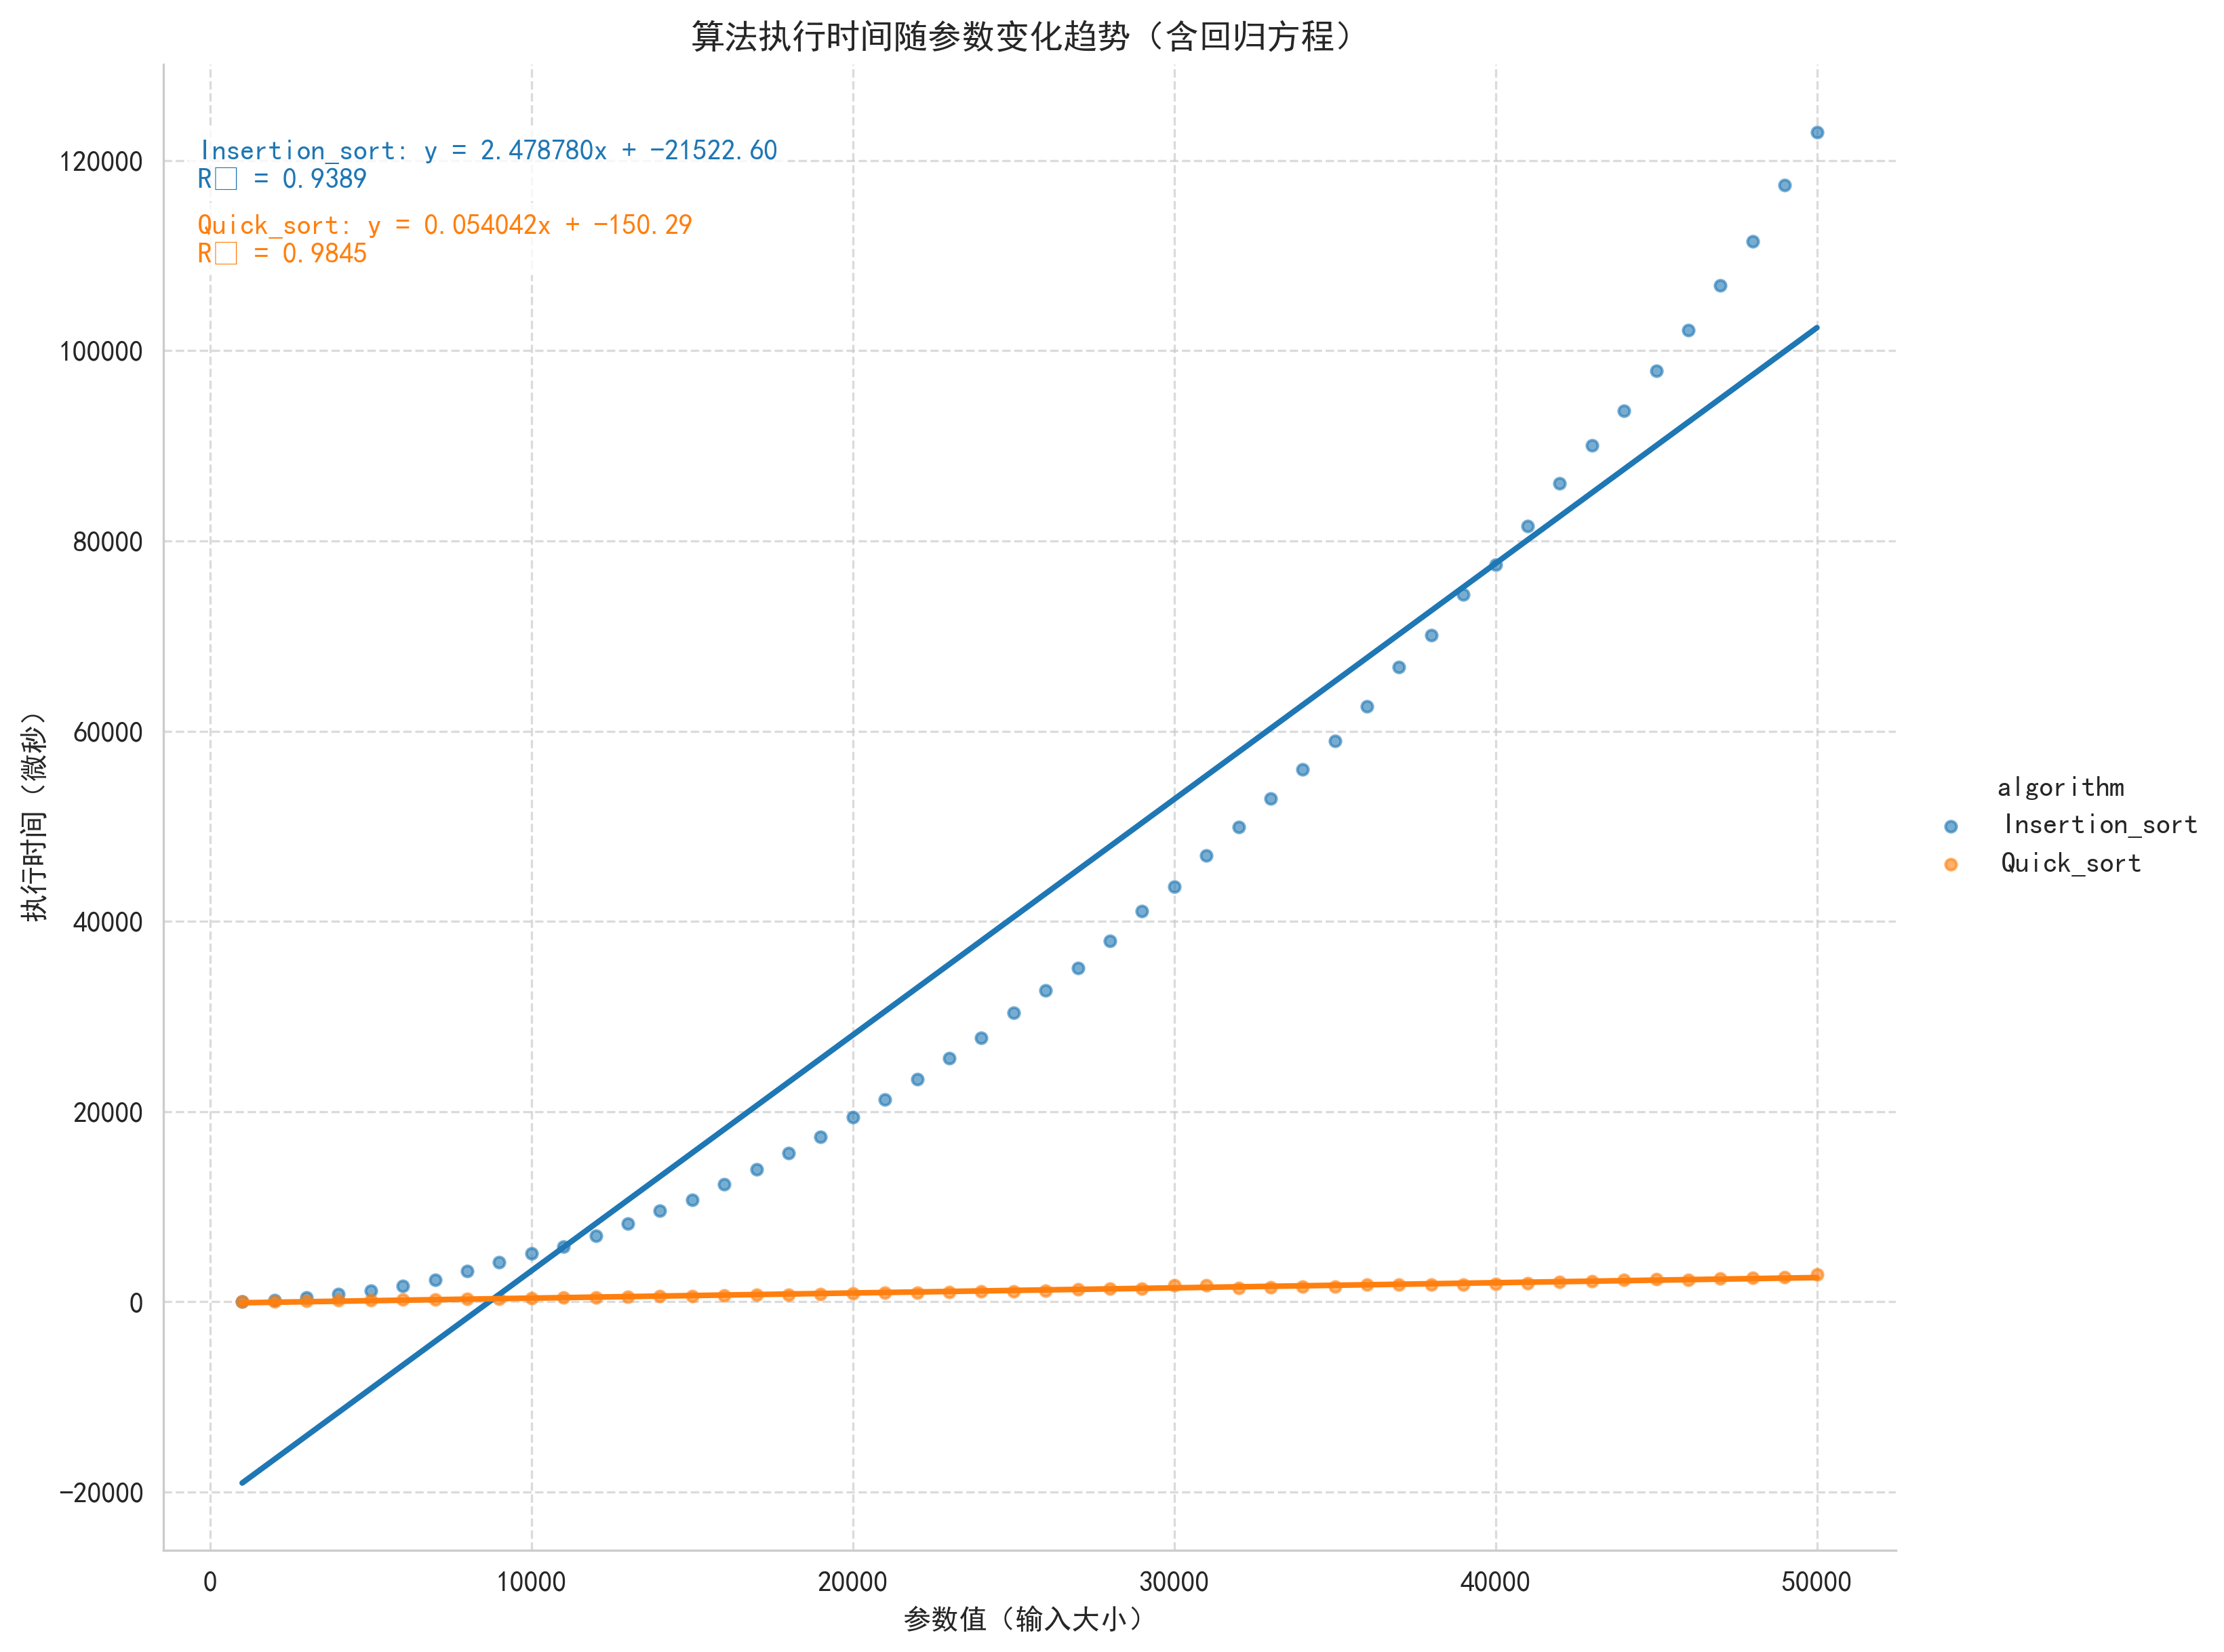 算法执行时间随参数变化趋势（含回归方程）
Insertion_sort: y = 2.478780x + −21522.60
R□ = 0.9389
Quick_sort: y = 0.054042x + −150.29
R□ = 0.9845
120000
100000
80000
60000
40000
20000
0
−20000
执行时间（微秒）
0
10000
20000
30000
40000
50000
参数值（输入大小）
algorithm
Insertion_sort
Quick_sort